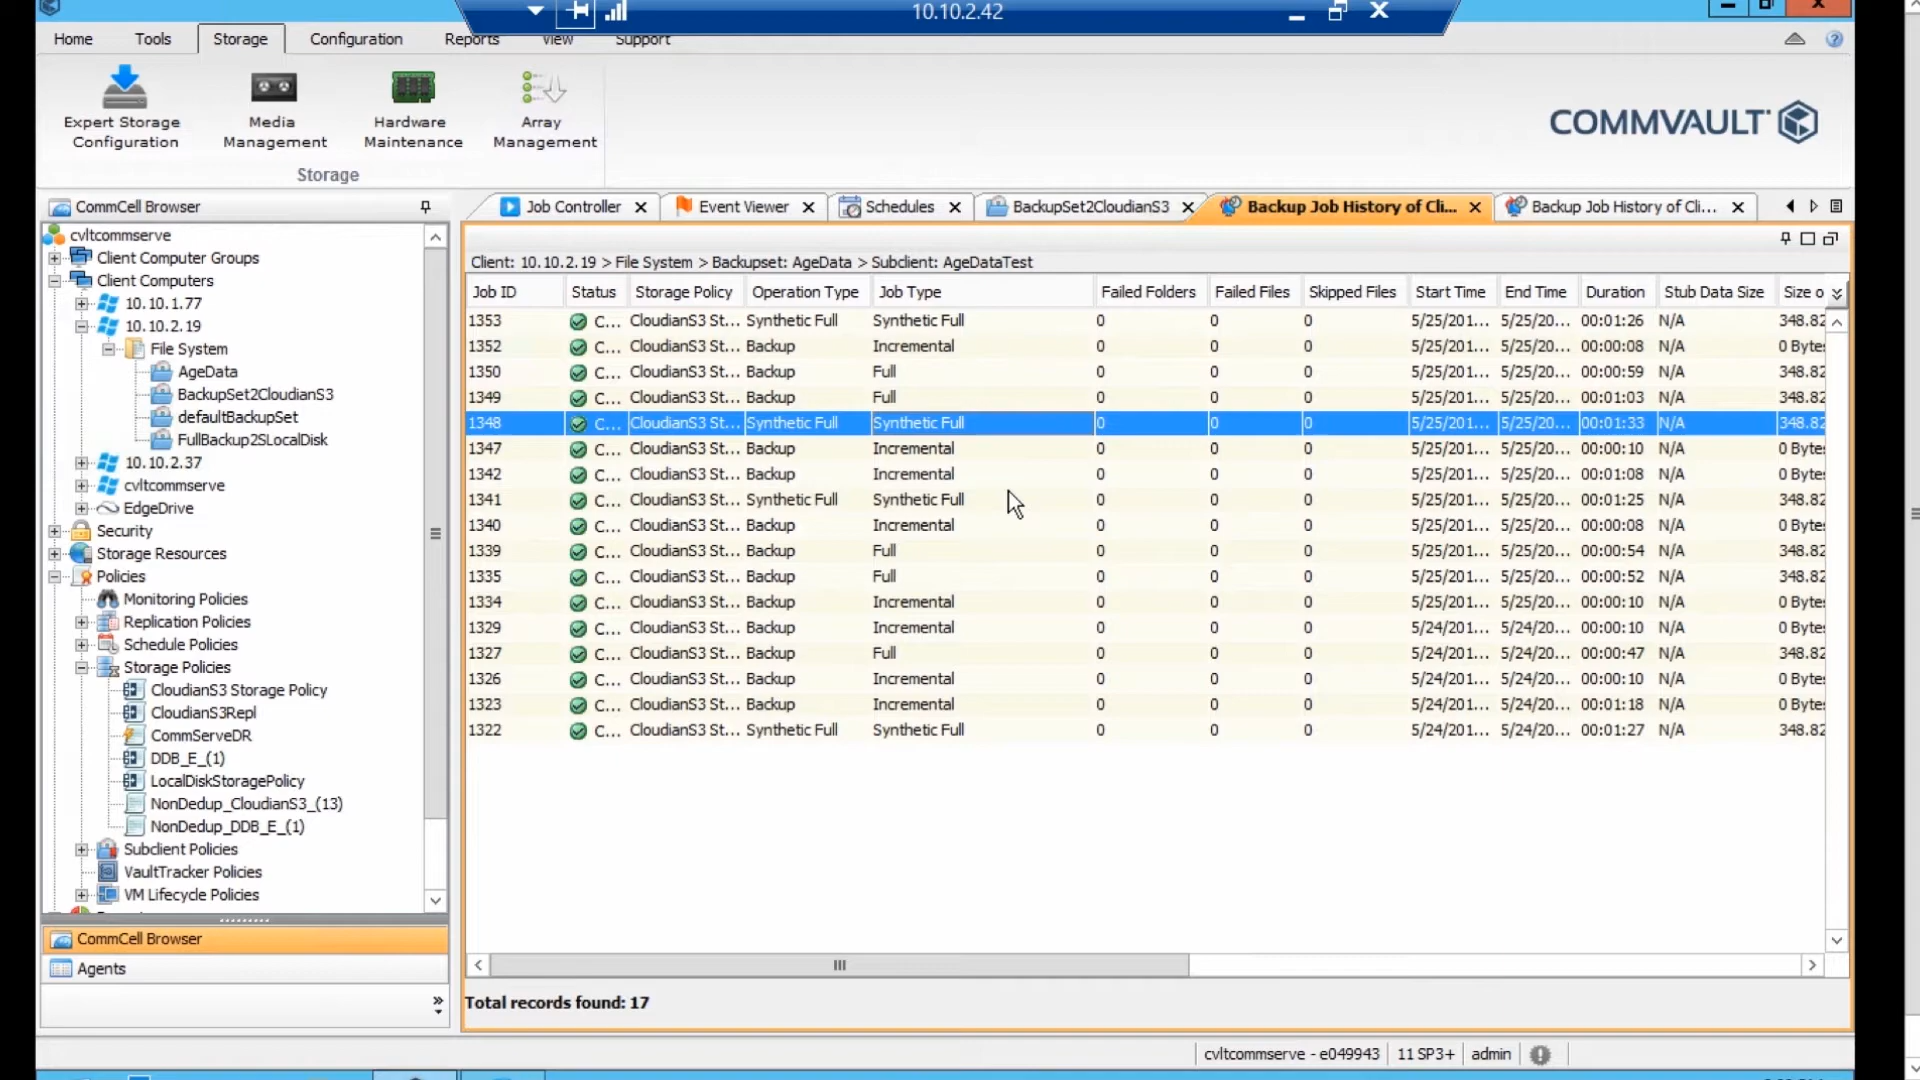 10.10.2.42
Home Tools Storage Configuration Reports View Support
Expert Storage Configuration
Media Management
Hardware Maintenance
Array Management
Storage
COMMVAULT
CommCell Browser
Job Controller Event Viewer Schedules BackupSet2CloudianS3 Backup Job History of Cli... Backup Job History of Cli...
cvltcommserve
Client Computer Groups
Client Computers
10.10.1.77
10.10.2.19
File System
AgeData
BackupSet2CloudianS3
defaultBackupSet
FullBackup2SLocalDisk
10.10.2.37
cvltcommserve
EdgeDrive
Security
Storage Resources
Policies
Monitoring Policies
Replication Policies
Schedule Policies
Storage Policies
CloudianS3 Storage Policy
CloudianS3Repl
CommServeDR
DDB_E_(1)
LocalDiskStoragePolicy
NonDedup_CloudianS3_(13)
NonDedup_DDB_E_(1)
Subclient Policies
VaultTracker Policies
VM Lifecycle Policies
CommCell Browser
Agents
Client: 10.10.2.19 > File System > Backupset: AgeData > Subclient: AgeDataTest
Job ID Status Storage Policy Operation Type Job Type Failed Folders Failed Files Skipped Files Start Time End Time Duration Stub Data Size Size o
1353 C... CloudianS3 St... Synthetic Full Synthetic Full 0 0 0 5/25/201... 5/25/20... 00:01:26 N/A 348.82
1352 C... CloudianS3 St... Backup Incremental 0 0 0 5/25/201... 5/25/20... 00:00:08 N/A 0 Bytes
1350 C... CloudianS3 St... Backup Full 0 0 0 5/25/201... 5/25/20... 00:00:59 N/A 348.82
1349 C... CloudianS3 St... Backup Full 0 0 0 5/25/201... 5/25/20... 00:01:03 N/A 348.82
1348 C... CloudianS3 St... Synthetic Full Synthetic Full 0 0 0 5/25/201... 5/25/20... 00:01:33 N/A 348.82
1347 C... CloudianS3 St... Backup Incremental 0 0 0 5/25/201... 5/25/20... 00:00:10 N/A 0 Bytes
1342 C... CloudianS3 St... Backup Incremental 0 0 0 5/25/201... 5/25/20... 00:01:08 N/A 0 Bytes
1341 C... CloudianS3 St... Synthetic Full Synthetic Full 0 0 0 5/25/201... 5/25/20... 00:01:25 N/A 348.82
1340 C... CloudianS3 St... Backup Incremental 0 0 0 5/25/201... 5/25/20... 00:00:08 N/A 0 Bytes
1339 C... CloudianS3 St... Backup Full 0 0 0 5/25/201... 5/25/20... 00:00:54 N/A 348.82
1335 C... CloudianS3 St... Backup Full 0 0 0 5/25/201... 5/25/20... 00:00:52 N/A 348.82
1334 C... CloudianS3 St... Backup Incremental 0 0 0 5/25/201... 5/25/20... 00:00:10 N/A 0 Bytes
1329 C... CloudianS3 St... Backup Incremental 0 0 0 5/24/201... 5/24/20... 00:00:10 N/A 0 Bytes
1327 C... CloudianS3 St... Backup Full 0 0 0 5/24/201... 5/24/20... 00:00:47 N/A 348.82
1326 C... CloudianS3 St... Backup Incremental 0 0 0 5/24/201... 5/24/20... 00:00:10 N/A 0 Bytes
1323 C... CloudianS3 St... Backup Incremental 0 0 0 5/24/201... 5/24/20... 00:01:18 N/A 0 Bytes
1322 C... CloudianS3 St... Synthetic Full Synthetic Full 0 0 0 5/24/201... 5/24/20... 00:01:27 N/A 348.82
Total records found: 17
cvltcommserve - e049943 11 SP3+ admin